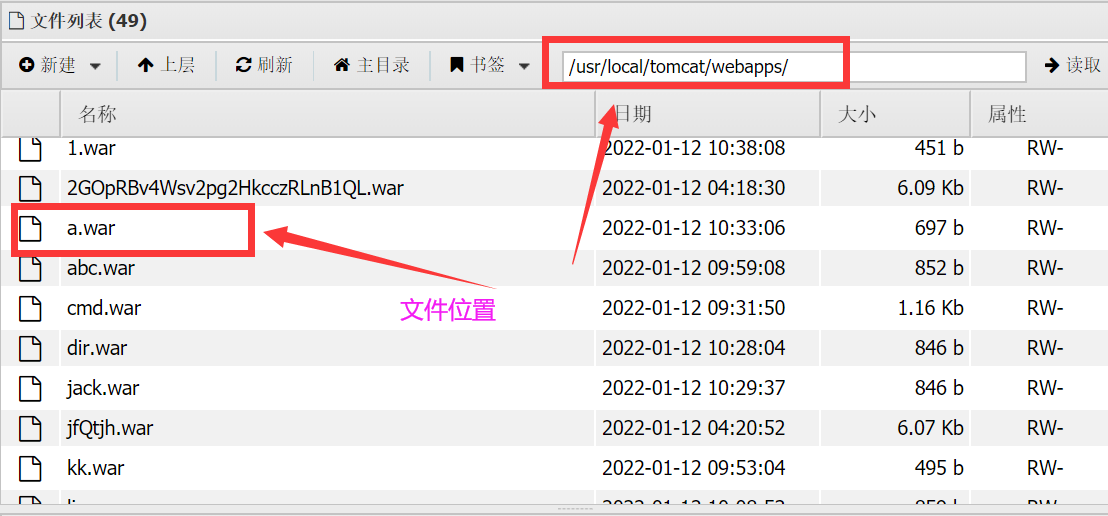 文件列表 (49)
新建 上层 刷新 主目录 书签 /usr/local/tomcat/webapps/ 读取
名称 日期 大小 属性
1.war 2022-01-12 10:38:08 451 b RW-
2GOpRBv4Wsv2pg2HkcczRLnB1QL.war 2022-01-12 04:18:30 6.09 Kb RW-
a.war 2022-01-12 10:33:06 697 b RW-
abc.war 2022-01-12 09:59:08 852 b RW-
文件位置
cmd.war 2022-01-12 09:31:50 1.16 Kb RW-
dir.war 2022-01-12 10:28:04 846 b RW-
jack.war 2022-01-12 10:29:37 846 b RW-
jfQtjh.war 2022-01-12 04:20:52 6.07 Kb RW-
kk.war 2022-01-12 09:53:04 495 b RW-